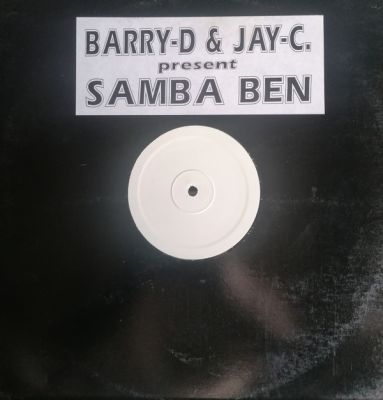 BARRY-D & JAY-C.
present
SAMBA BEN